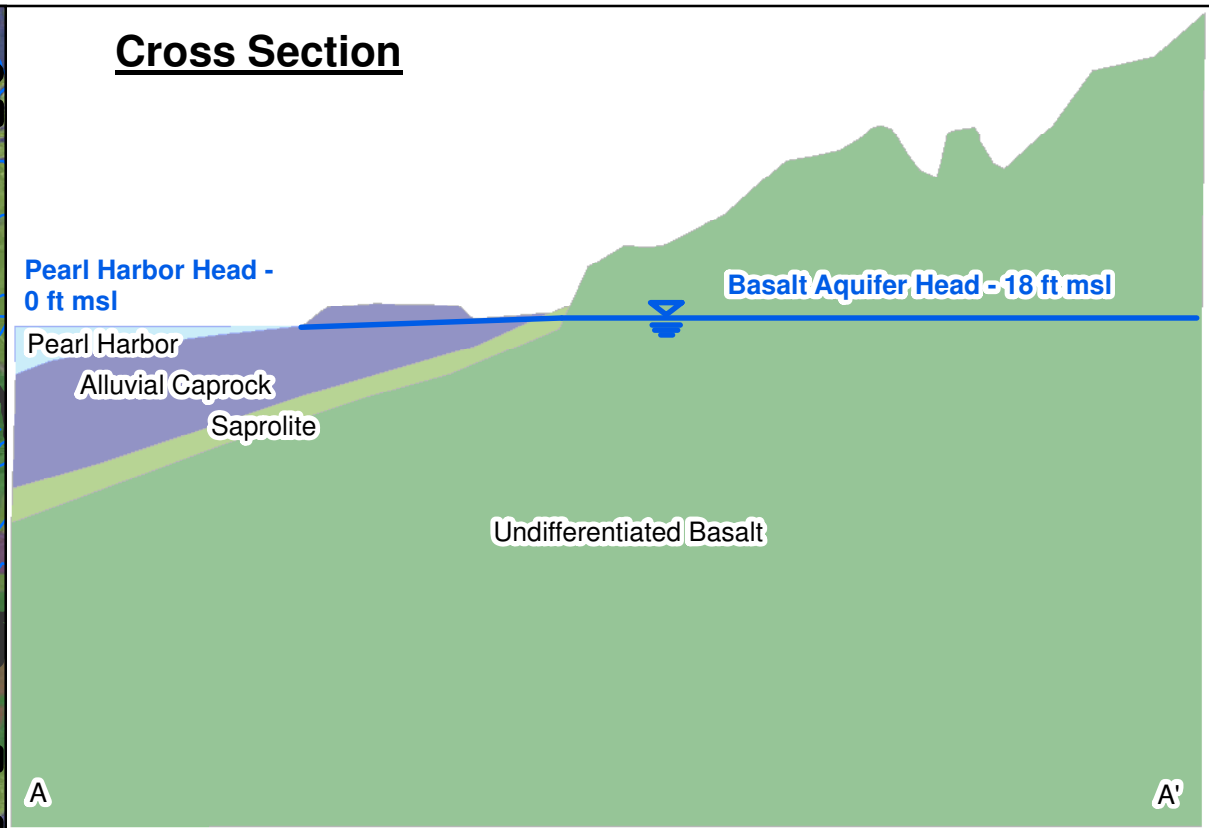 Cross Section
Pearl Harbor Head -
0 ft msl
Basalt Aquifer Head - 18 ft msl
Pearl Harbor
Alluvial Caprock
Saprolite
Undifferentiated Basalt
A
A'